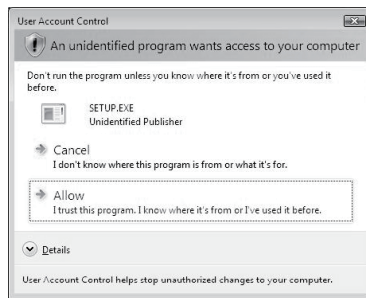 User Account Control
An unidentified program wants access to your computer
Don't run the program unless you know where it's from or you've used it
before.
SETUP.EXE
Unidentified Publisher
Cancel
I don't know where this program is from or what it's for.
Allow
I trust this program. I know where it's from or I've used it before.
Details
User Account Control helps stop unauthorized changes to your computer.